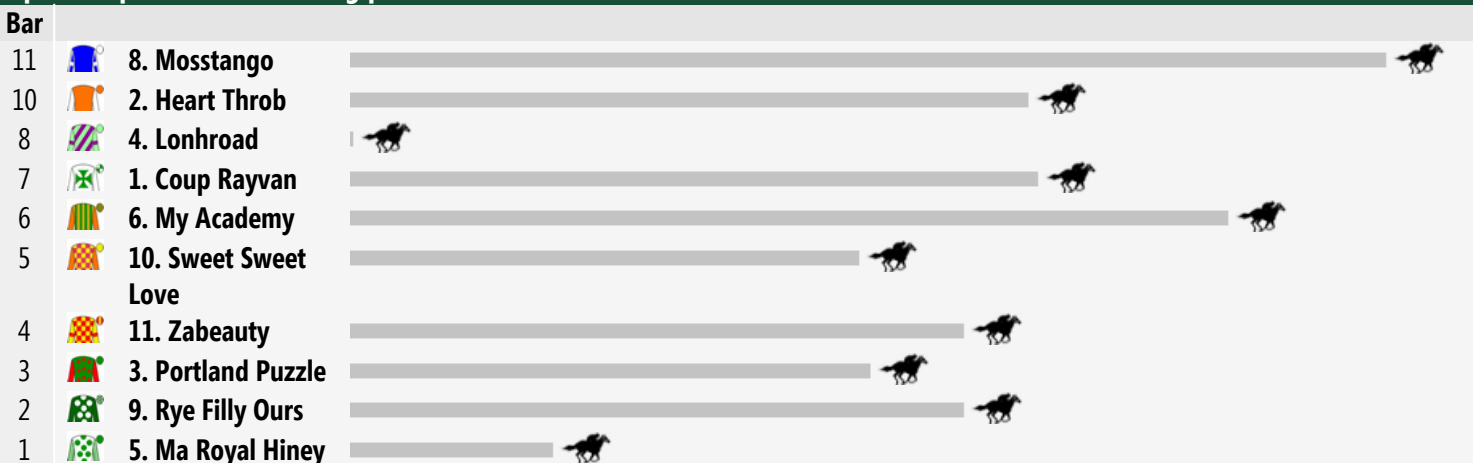 Bar
11 8. Mosstango
10 2. Heart Throb
8 4. Lonhroad
7 1. Coup Rayvan
6 6. My Academy
5 10. Sweet Sweet
Love
4 11. Zabeauty
3 3. Portland Puzzle
2 9. Rye Filly Ours
1 5. Ma Royal Hiney